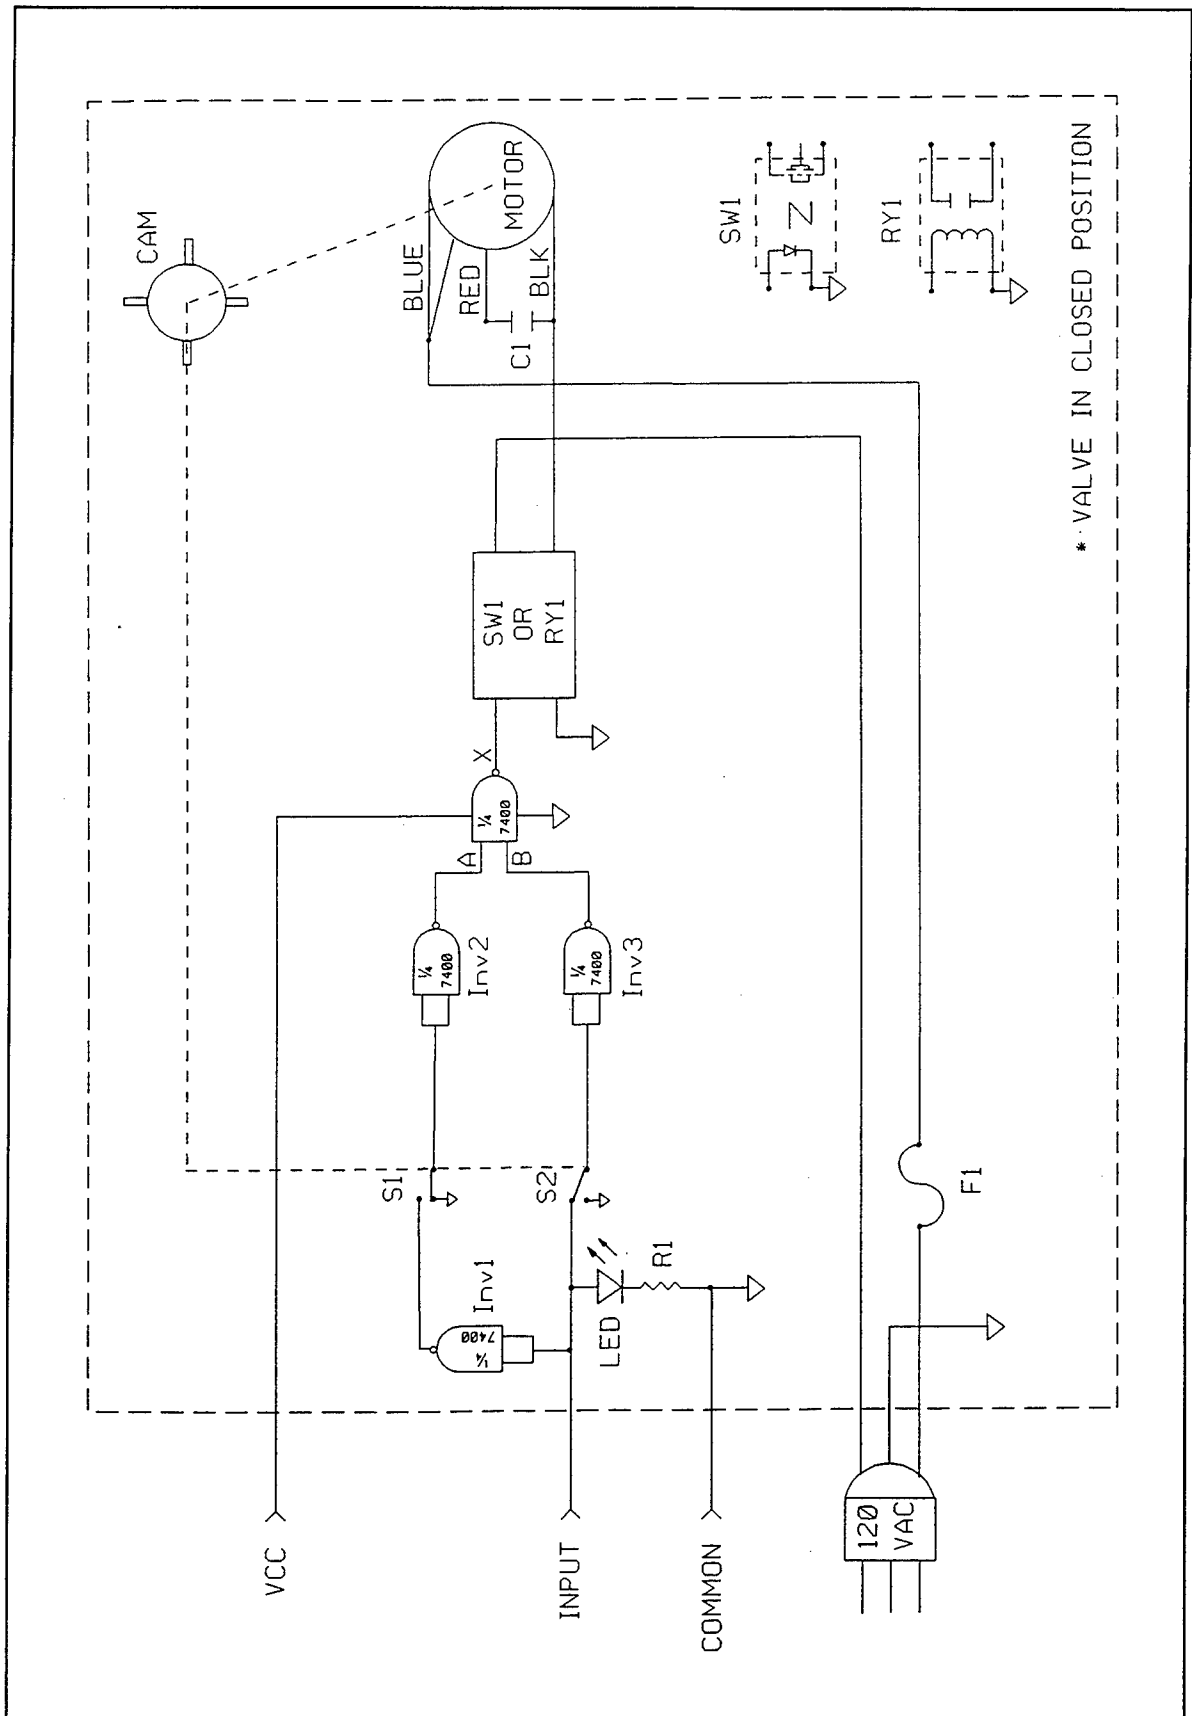 CAM
MOTOR
BLUE
RED
BLK
C1
SW1
RY1
* VALVE IN CLOSED POSITION
SW1
OR
RY1
X
1/4
7400
A
B
1/4
7400
Inv2
1/4
7400
Inv3
S1
S2
1/4
7400
Inv1
LED
R1
F1
VCC
INPUT
COMMON
120
VAC